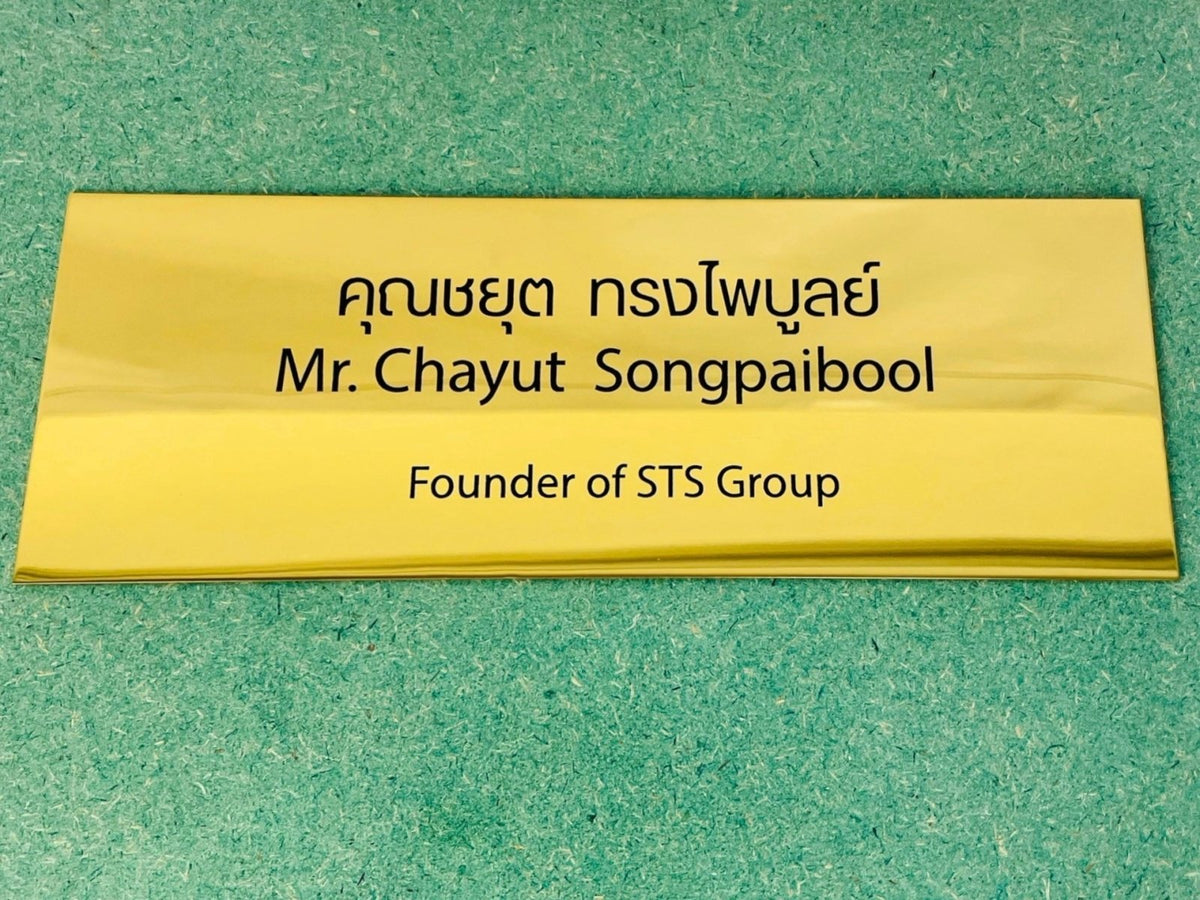 คุณชยุต ทรงไพบูลย์
Mr. Chayut Songpaibool
Founder of STS Group